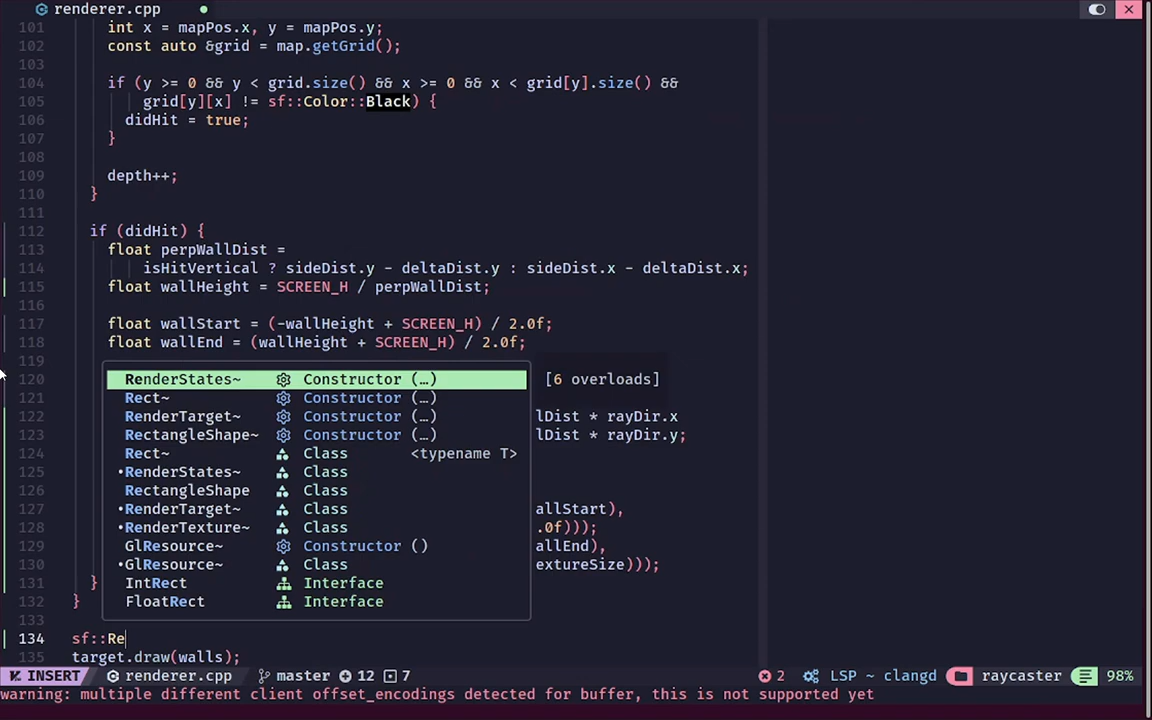 renderer.cpp
101 int x = mapPos.x, y = mapPos.y;
102 const auto &grid = map.getGrid();
103
104 if (y >= 0 && y < grid.size() && x >= 0 && x < grid[y].size() &&
105 grid[y][x] != sf::Color::Black) {
106 didHit = true;
107 }
108
109 depth++;
110 }
111
112 if (didHit) {
113 float perpWallDist =
114 isHitVertical ? sideDist.y - deltaDist.y : sideDist.x - deltaDist.x;
115 float wallHeight = SCREEN_H / perpWallDist;
116
117 float wallStart = (-wallHeight + SCREEN_H) / 2.0f;
118 float wallEnd = (wallHeight + SCREEN_H) / 2.0f;
119
120 RenderStates~ Constructor (…) [6 overloads]
121 Rect~ Constructor (…)
122 RenderTarget~ Constructor (…) lDist * rayDir.x
123 RectangleShape~ Constructor (…) lDist * rayDir.y;
124 Rect~ Class <typename T>
125 •RenderStates~ Class
126 RectangleShape Class
127 •RenderTarget~ Class allStart),
128 •RenderTexture~ Class .0f)));
129 GlResource~ Constructor () allEnd),
130 •GlResource~ Class extureSize)));
131 } IntRect Interface
132 } FloatRect Interface
133
134 sf::Re
135 target.draw(walls);
INSERT renderer.cpp master 12 7 2 LSP ~ clangd raycaster 98%
warning: multiple different client offset_encodings detected for buffer, this is not supported yet